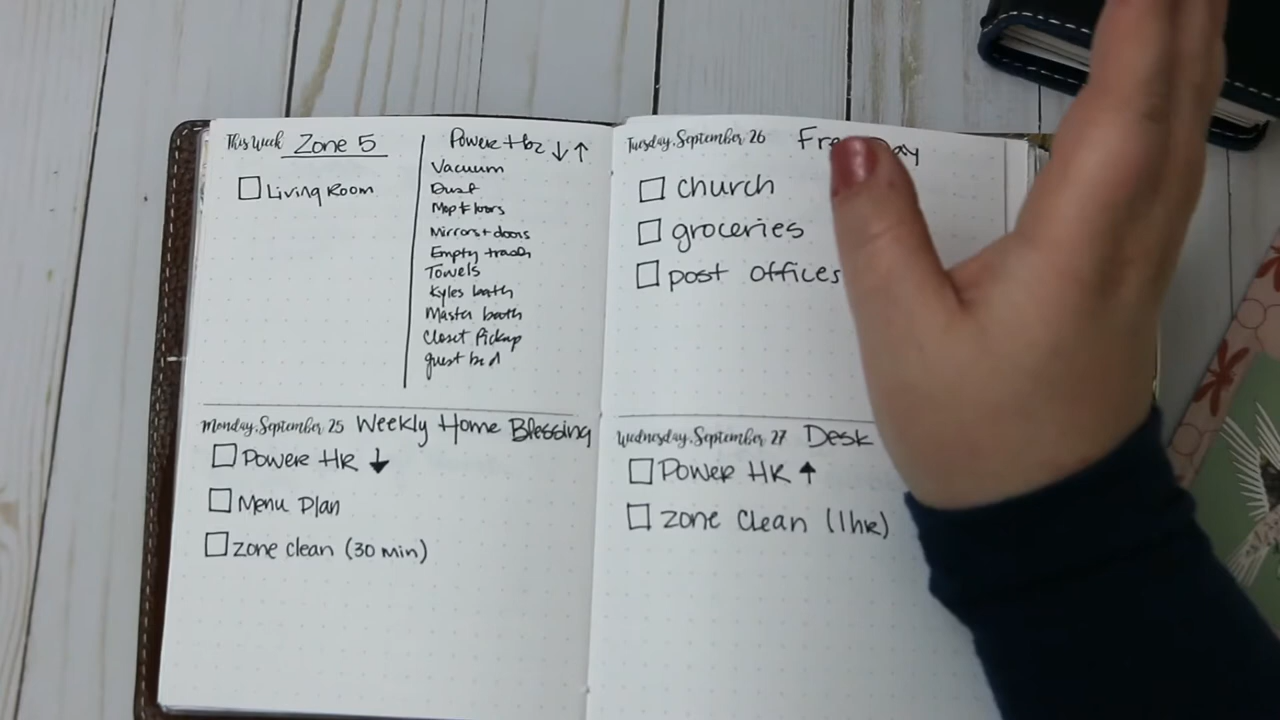 This Week Zone 5
Living Room
Power Hr ↓↑
Vacuum
Dust
Mop floors
Mirrors + doors
Empty trash
Towels
Kyles bath
Master bath
Closet Pickup
guest bed
Monday, September 25 Weekly Home Blessing
Power HR ↓
Menu Plan
zone clean (30 min)
Tuesday, September 26
church
groceries
post offices
Wednesday, September 27 Desk
Power HR ↑
zone clean (1 hr)